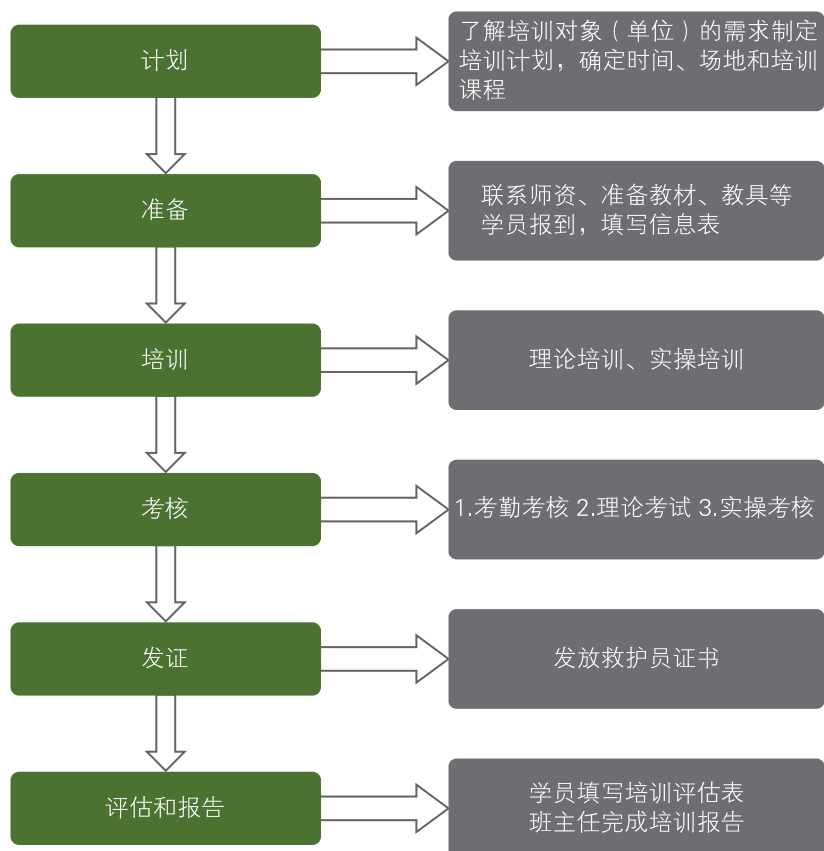 计划
了解培训对象（单位）的需求制定
培训计划，确定时间、场地和培训
课程
准备
联系师资、准备教材、教具等
学员报到，填写信息表
培训
理论培训、实操培训
考核
1.考勤考核 2.理论考试 3.实操考核
发证
发放救护员证书
评估和报告
学员填写培训评估表
班主任完成培训报告